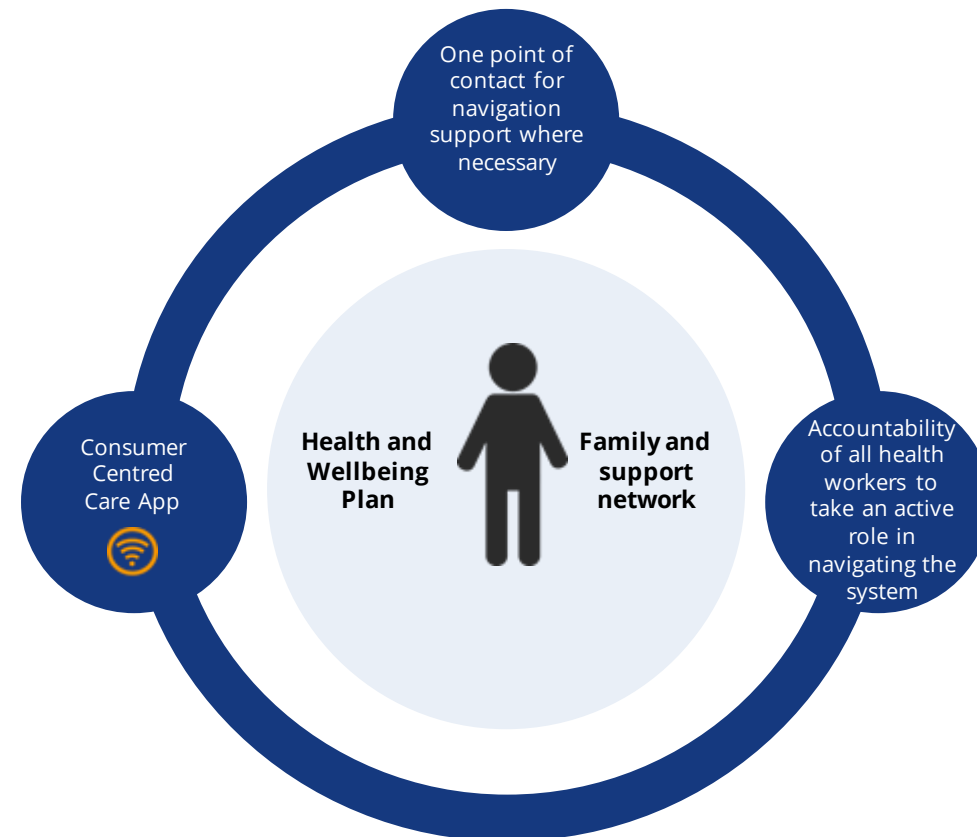 One point of
contact for
navigation
support where
necessary
Health and
Wellbeing
Plan
Family and
support
network
Consumer
Centred
Care App
Accountability
of all health
workers to
take an active
role in
navigating the
system